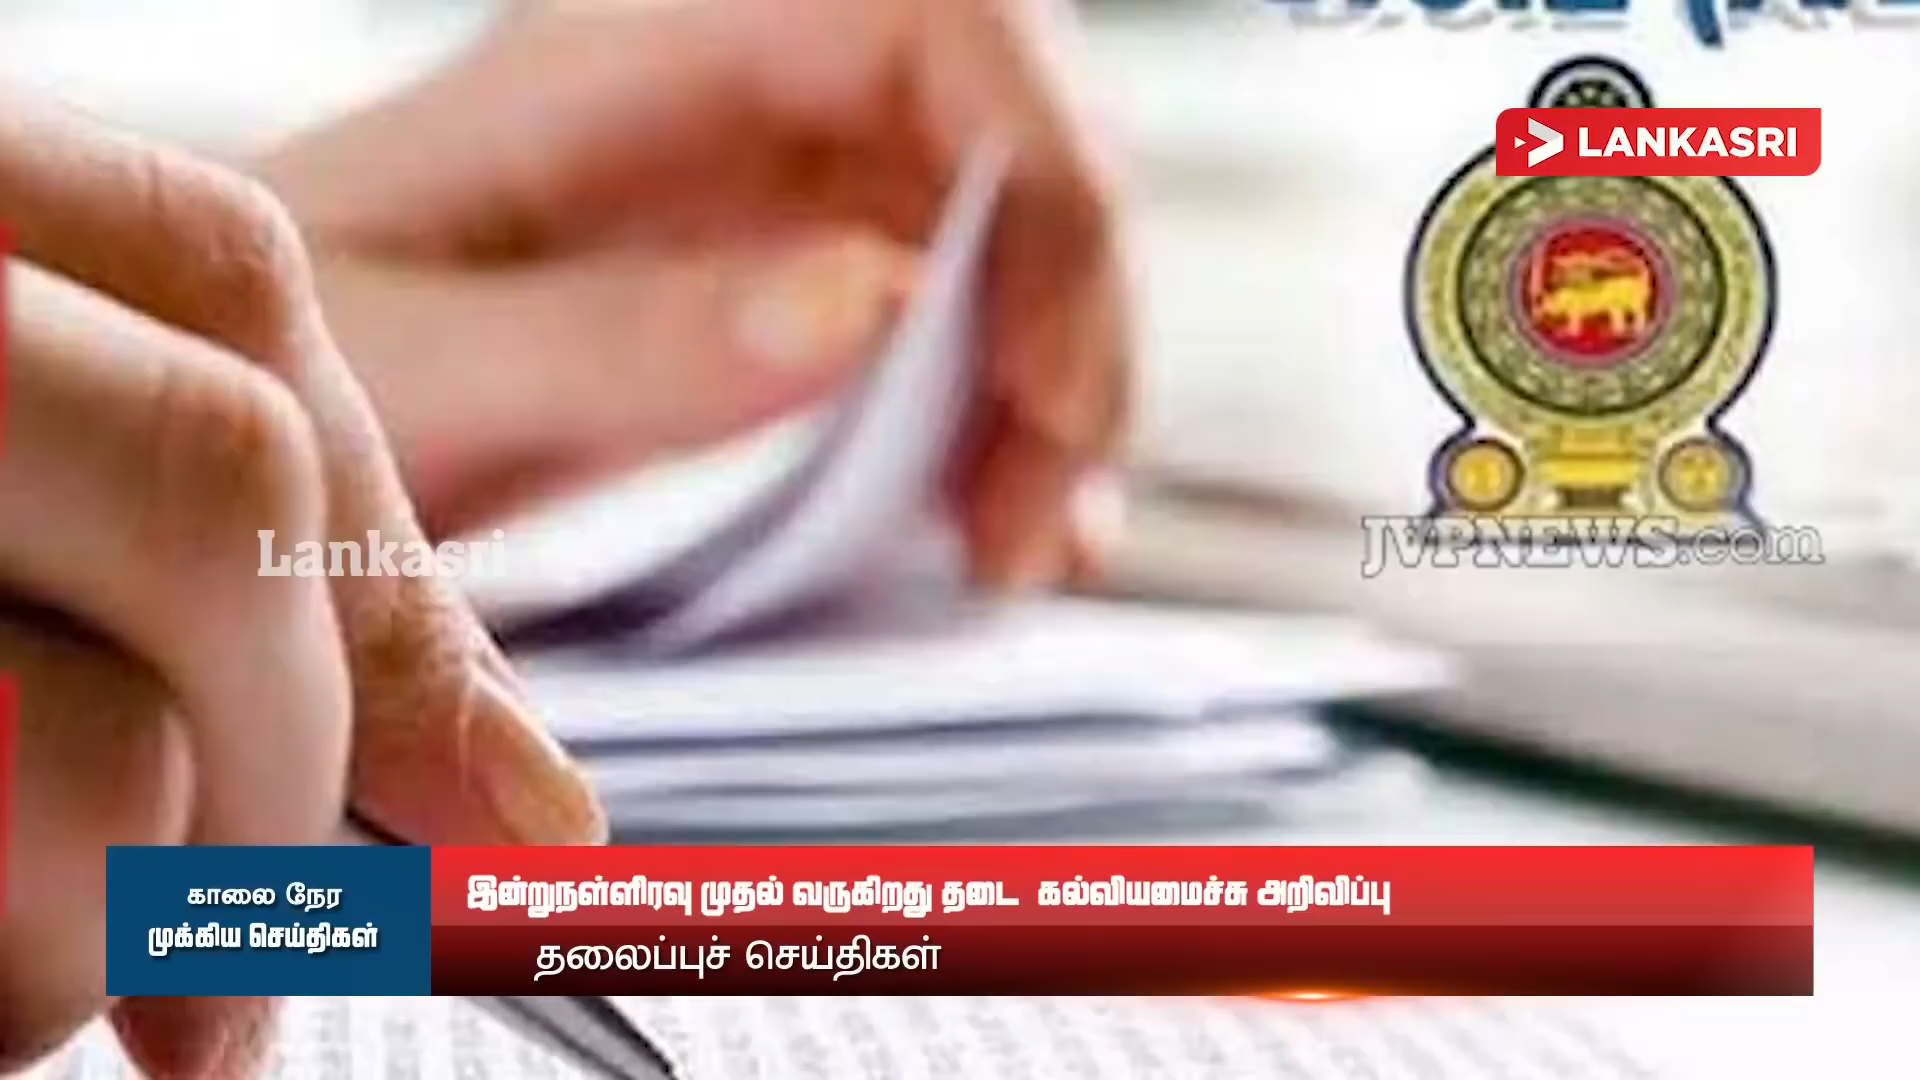 LANKASRI
Lankasri
JVPNEWS.com
காலை நேர
முக்கிய செய்திகள்
இன்றுநள்ளிரவு முதல் வருகிறது தடை கல்வியமைச்சு அறிவிப்பு
தலைப்புச் செய்திகள்